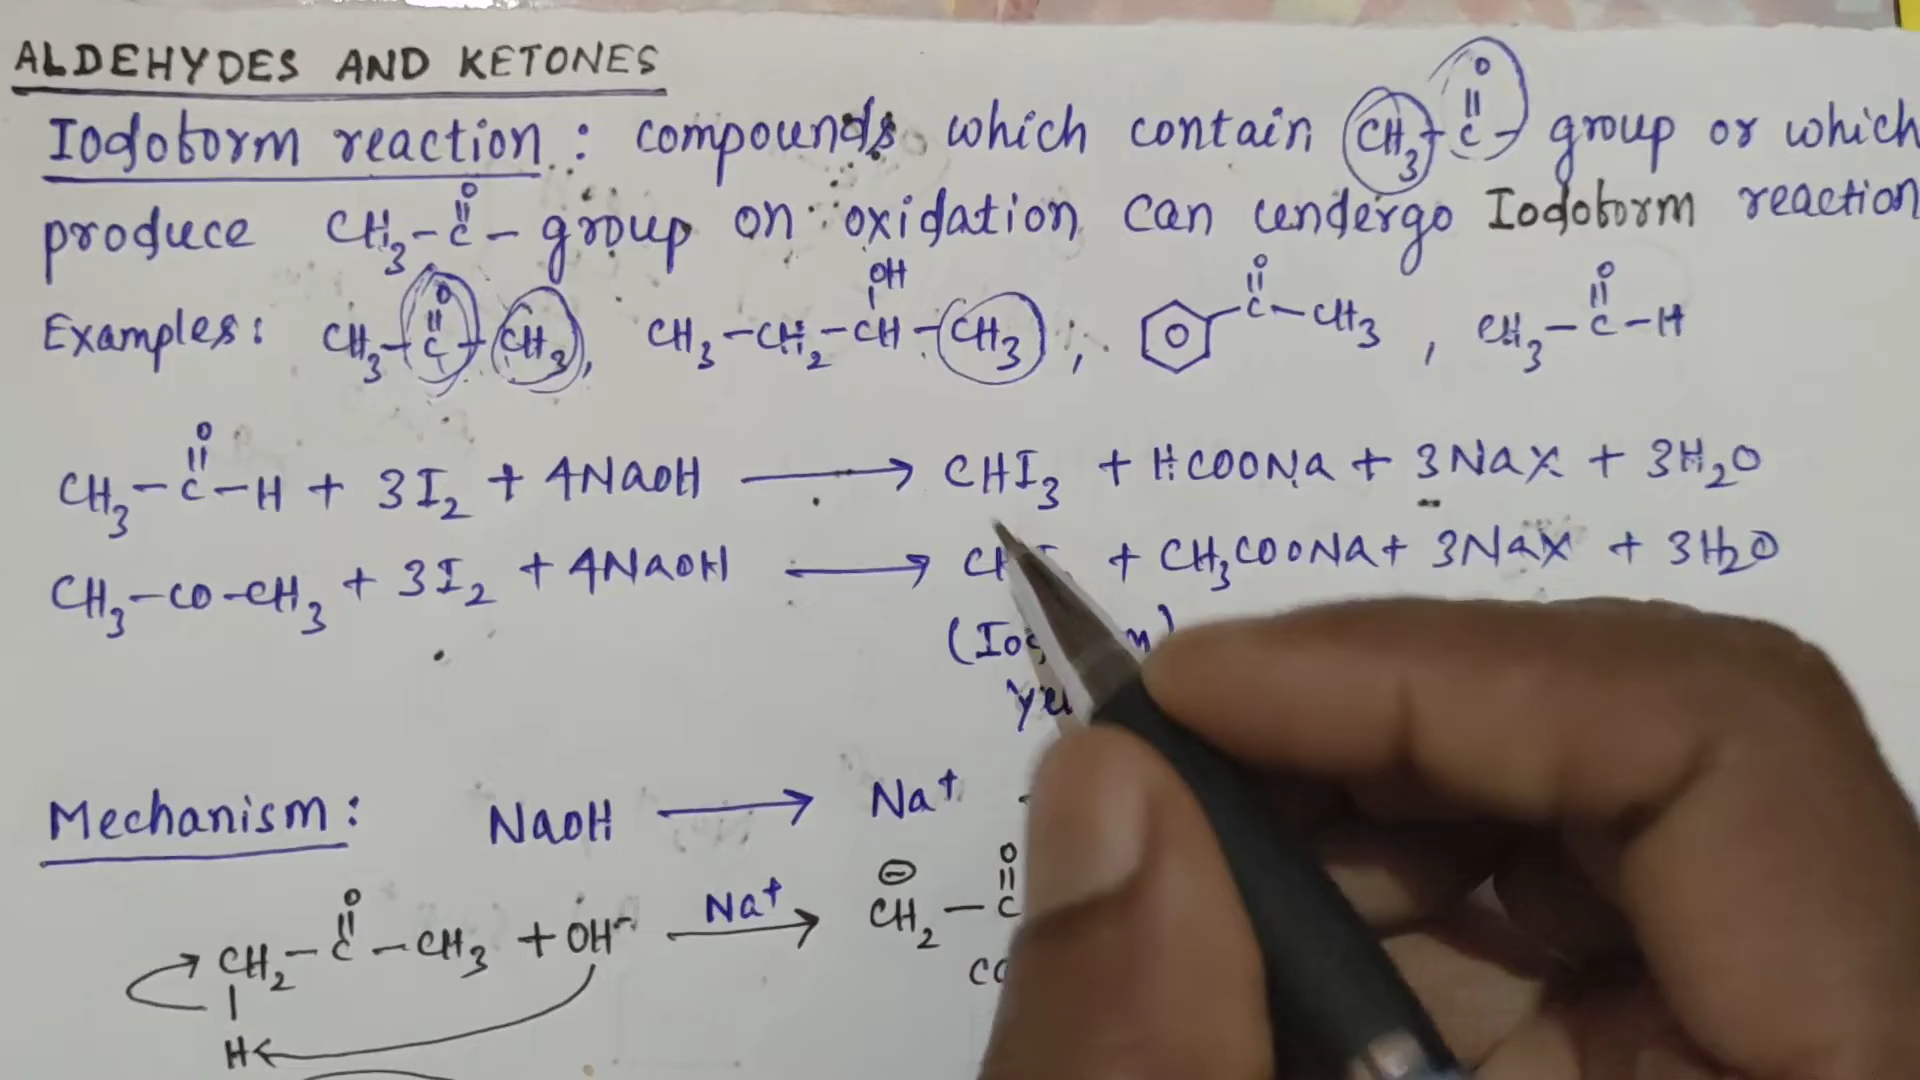 ALDEHYDES AND KETONES
Iodoform reaction : compounds which contain CH₃-C(=O)- group or which
produce CH₃-C(=O)- group on oxidation can undergo Iodoform reaction
Examples: CH₃-C(=O)-CH₃, CH₃-CH₂-CH(OH)-CH₃, ⌬-C(=O)-CH₃, CH₃-C(=O)-H
CH₃-C(=O)-H + 3I₂ + 4NaOH → CHI₃ + HCOONa + 3NaX + 3H₂O
CH₃-CO-CH₃ + 3I₂ + 4NaOH → + CH₃COONa + 3NaX + 3H₂O
Mechanism: NaOH → Na⁺
CH₂-C(=O)-CH₃ + OH⁻ Na⁺ → ⊖CH₂-C(=O)
H